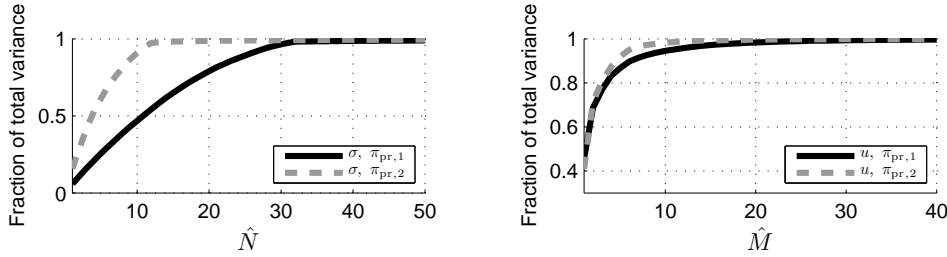 Fraction of total variance
1
0.5
0
10
20
30
40
50
σ, π_pr,1
σ, π_pr,2
N̂
Fraction of total variance
1
0.8
0.6
0.4
10
20
30
40
u, π_pr,1
u, π_pr,2
M̂